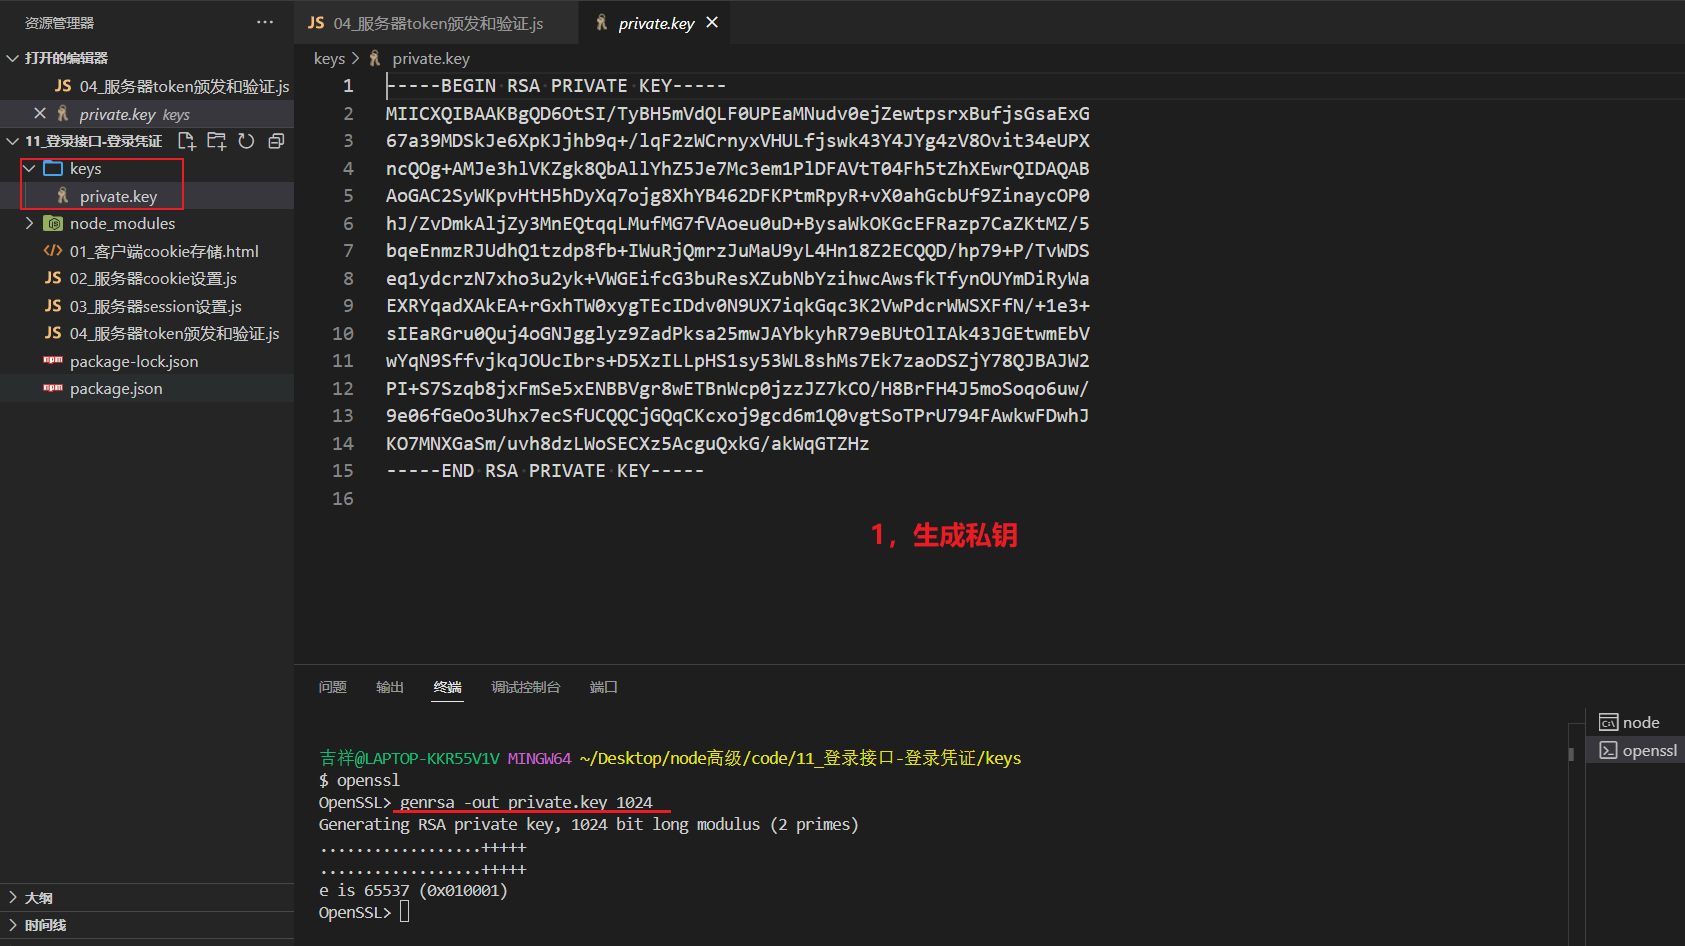 资源管理器
···
打开的编辑器
JS 04_服务器token颁发和验证.js
private.key keys
11_登录接口-登录凭证
keys
private.key
node_modules
01_客户端cookie存储.html
JS 02_服务器cookie设置.js
JS 03_服务器session设置.js
JS 04_服务器token颁发和验证.js
package-lock.json
package.json
大纲
时间线
JS 04_服务器token颁发和验证.js
private.key
keys > private.key
1 -----BEGIN RSA PRIVATE KEY-----
2 MIICXQIBAAKBgQD6OtSI/TyBH5mVdQLF0UPEaMNudv0ejZewtpsrxBufjsGsaExG
3 67a39MDSkJe6XpKJjhb9q+/lqF2zWCrnyxVHULfjswk43Y4JYg4zV8Ovit34eUPX
4 ncQOg+AMJe3hlVKZgk8QbAllYhZ5Je7Mc3em1PlDFAVtT04Fh5tZhXEwrQIDAQAB
5 AoGAC2SyWKpvHtH5hDyXq7ojg8XhYB462DFKPtmRpyR+vX0ahGcbUf9ZinaycOP0
6 hJ/ZvDmkAljZy3MnEQtqqLMufMG7fVAoeu0uD+BysaWkOKGcEFRazp7CaZKtMZ/5
7 bqeEnmzRJUdhQ1tzdp8fb+IWuRjQmrzJuMaU9yL4Hn18Z2ECQQD/hp79+P/TvWDS
8 eq1ydcrzN7xho3u2yk+VWGEifcG3buResXZubNbYzihwcAwsfkTfynOUYmDiRyWa
9 EXRYqadXAkEA+rGxhTW0xygTEcIDdv0N9UX7iqkGqc3K2VwPdcrWWSXFfN/+1e3+
10 sIEaRGru0Quj4oGNJgglyz9ZadPksa25mwJAYbkyhR79eBUtOlIAk43JGEtwmEbV
11 wYqN9SffvjkqJOUcIbrs+D5XzILLpHS1sy53WL8shMs7Ek7zaoDSZjY78QJBAJW2
12 PI+S7Szqb8jxFmSe5xENBBVgr8wETBnWcp0jzzJZ7kCO/H8BrFH4J5moSoqo6uw/
13 9e06fGeOo3Uhx7ecSfUCQQCjGQqCKcxoj9gcd6m1Q0vgtSoTPrU794FAwkwFDwhJ
14 KO7MNXGaSm/uvh8dzLWoSECXz5AcguQxkG/akWqGTZHz
15 -----END RSA PRIVATE KEY-----
16
1，生成私钥
问题 输出 终端 调试控制台 端口
吉祥@LAPTOP-KKR55V1V MINGW64 ~/Desktop/node高级/code/11_登录接口-登录凭证/keys
$ openssl
OpenSSL> genrsa -out private.key 1024
Generating RSA private key, 1024 bit long modulus (2 primes)
..................+++++
..................+++++
e is 65537 (0x010001)
OpenSSL>
node
openssl